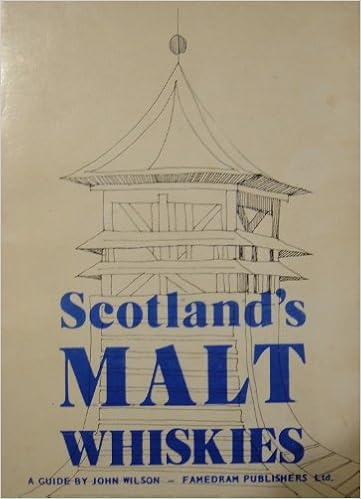 Scotland's
MALT
WHISKIES
A GUIDE BY JOHN WILSON — FAMEDRAM PUBLISHERS Ltd.